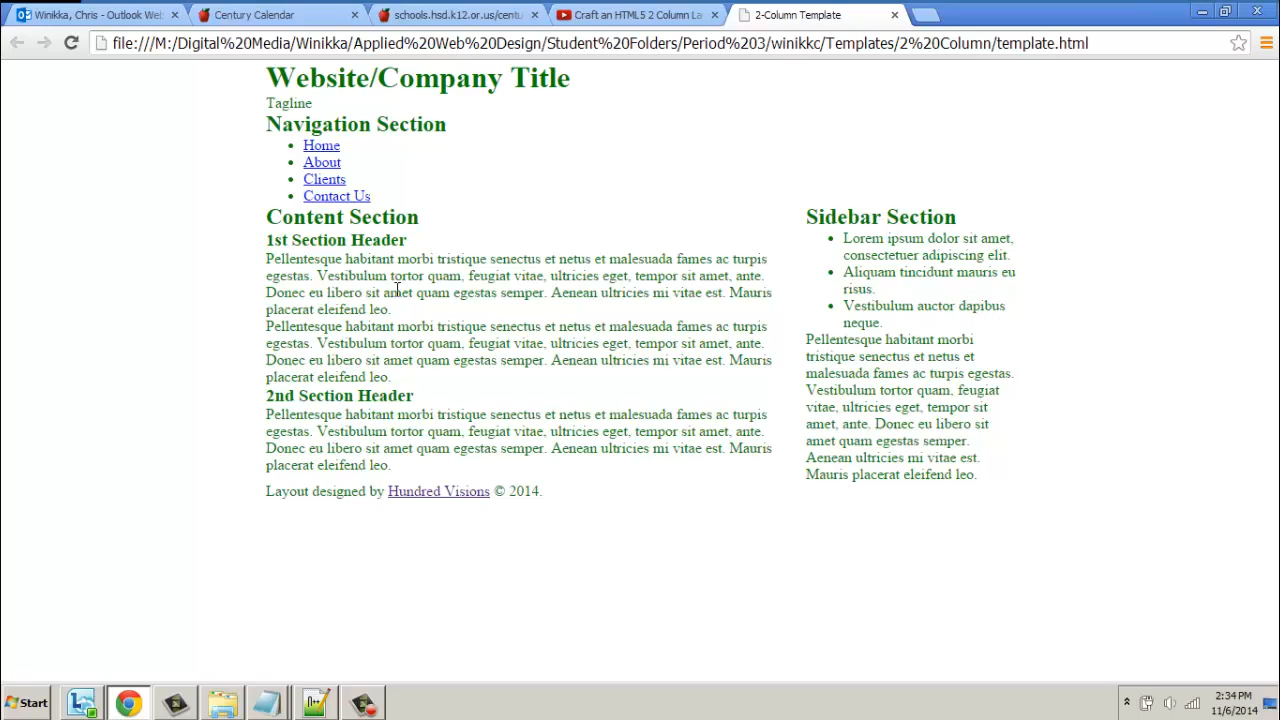 Winikka, Chris - Outlook Web
Century Calendar
schools.hsd.k12.or.us/centu
Craft an HTML5 2 Column La
2-Column Template
file:///M:/Digital%20Media/Winikka/Applied%20Web%20Design/Student%20Folders/Period%203/winikkc/Templates/2%20Column/template.html
Website/Company Title
Tagline
Navigation Section
Home
About
Clients
Contact Us
Content Section
1st Section Header
Pellentesque habitant morbi tristique senectus et netus et malesuada fames ac turpis
egestas. Vestibulum tortor quam, feugiat vitae, ultricies eget, tempor sit amet, ante.
Donec eu libero sit amet quam egestas semper. Aenean ultricies mi vitae est. Mauris
placerat eleifend leo.
Pellentesque habitant morbi tristique senectus et netus et malesuada fames ac turpis
egestas. Vestibulum tortor quam, feugiat vitae, ultricies eget, tempor sit amet, ante.
Donec eu libero sit amet quam egestas semper. Aenean ultricies mi vitae est. Mauris
placerat eleifend leo.
2nd Section Header
Pellentesque habitant morbi tristique senectus et netus et malesuada fames ac turpis
egestas. Vestibulum tortor quam, feugiat vitae, ultricies eget, tempor sit amet, ante.
Donec eu libero sit amet quam egestas semper. Aenean ultricies mi vitae est. Mauris
placerat eleifend leo.
Sidebar Section
Lorem ipsum dolor sit amet,
consectetuer adipiscing elit.
Aliquam tincidunt mauris eu
risus.
Vestibulum auctor dapibus
neque.
Pellentesque habitant morbi
tristique senectus et netus et
malesuada fames ac turpis egestas.
Vestibulum tortor quam, feugiat
vitae, ultricies eget, tempor sit
amet, ante. Donec eu libero sit
amet quam egestas semper.
Aenean ultricies mi vitae est.
Mauris placerat eleifend leo.
Layout designed by Hundred Visions © 2014.
Start
2:34 PM
11/6/2014